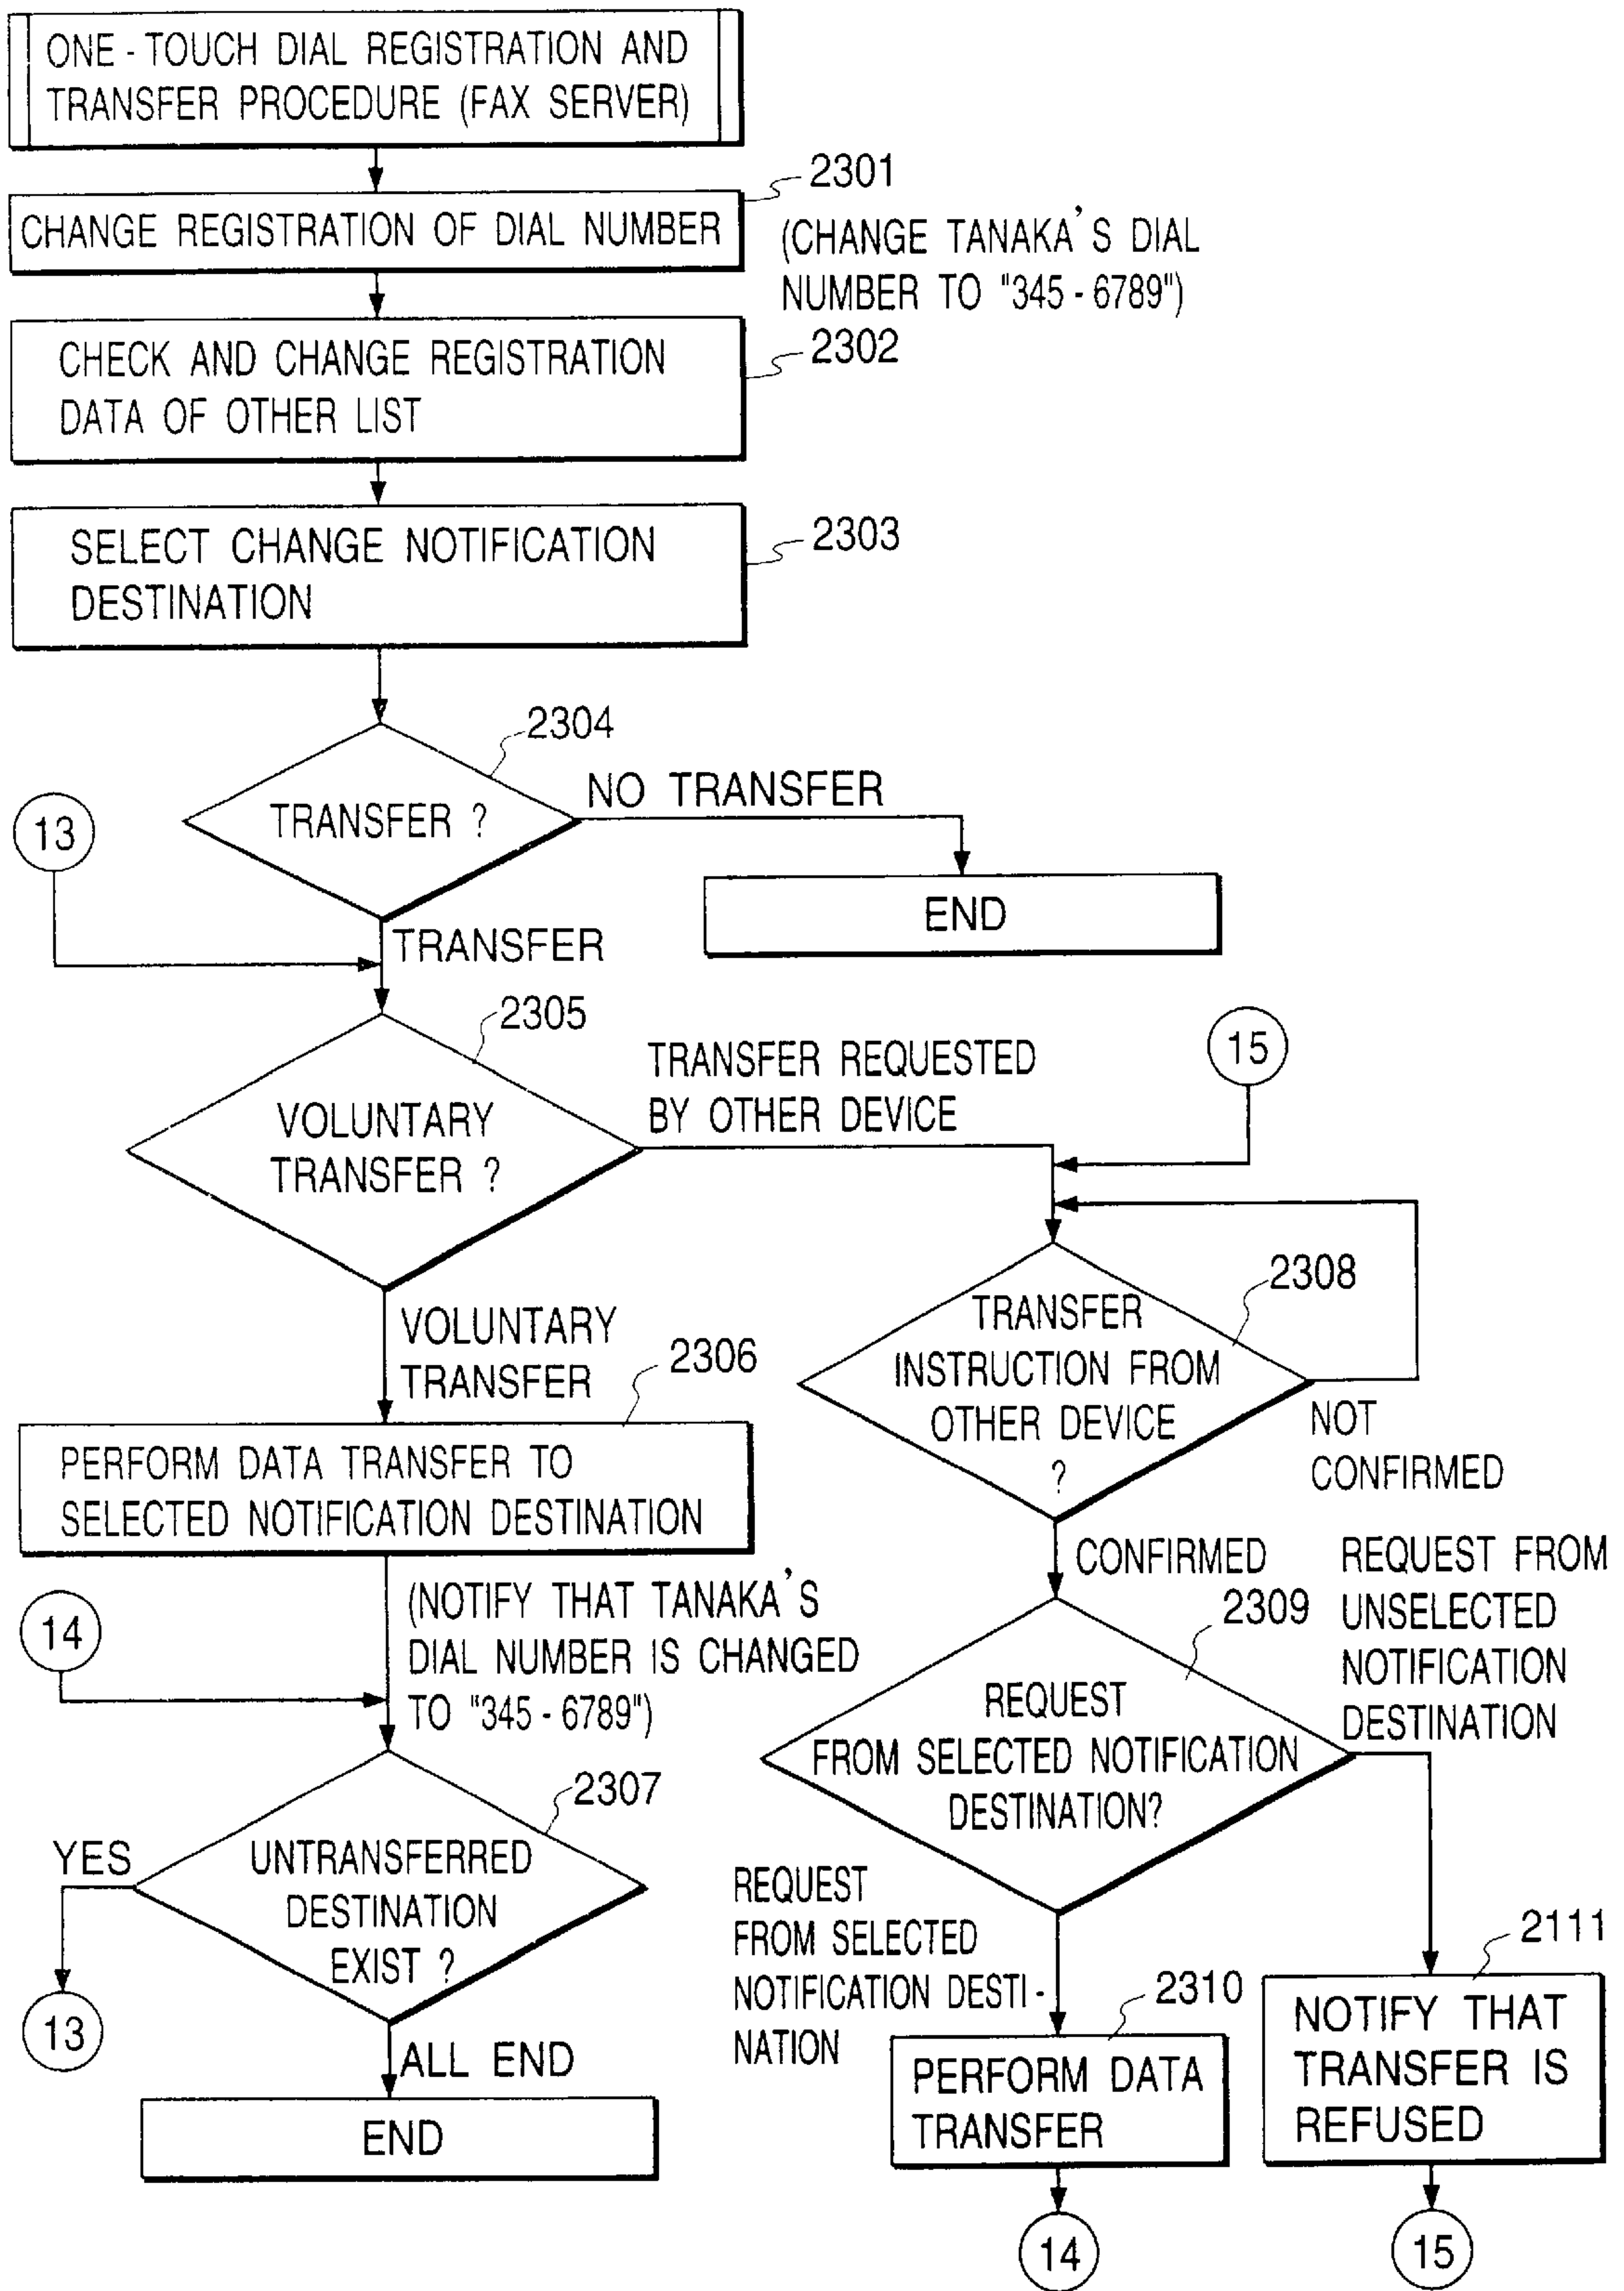 ONE - TOUCH DIAL REGISTRATION AND
TRANSFER PROCEDURE (FAX SERVER)
2301
CHANGE REGISTRATION OF DIAL NUMBER
(CHANGE TANAKA'S DIAL
NUMBER TO "345 - 6789")
2302
CHECK AND CHANGE REGISTRATION
DATA OF OTHER LIST
2303
SELECT CHANGE NOTIFICATION
DESTINATION
2304
TRANSFER ?
NO TRANSFER
END
13
TRANSFER
2305
VOLUNTARY
TRANSFER ?
TRANSFER REQUESTED
BY OTHER DEVICE
15
VOLUNTARY
TRANSFER
2306
PERFORM DATA TRANSFER TO
SELECTED NOTIFICATION DESTINATION
2308
TRANSFER
INSTRUCTION FROM
OTHER DEVICE
?
NOT
CONFIRMED
CONFIRMED
14
(NOTIFY THAT TANAKA'S
DIAL NUMBER IS CHANGED
TO "345 - 6789")
2309
REQUEST
FROM SELECTED NOTIFICATION
DESTINATION?
REQUEST FROM
UNSELECTED
NOTIFICATION
DESTINATION
2307
UNTRANSFERRED
DESTINATION
EXIST ?
YES
13
ALL END
END
REQUEST
FROM SELECTED
NOTIFICATION DESTI -
NATION
2310
PERFORM DATA
TRANSFER
14
2111
NOTIFY THAT
TRANSFER IS
REFUSED
15